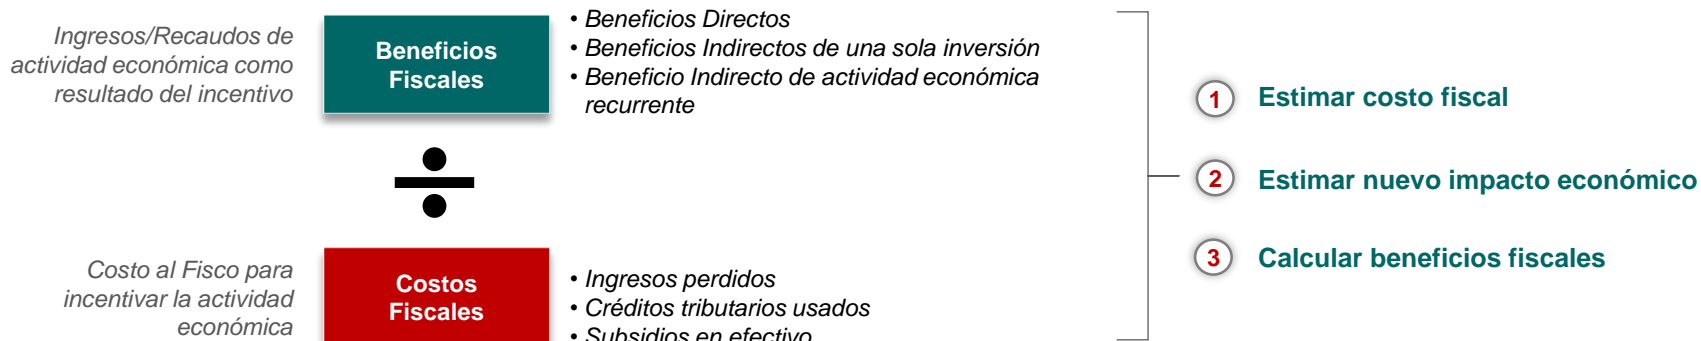 Ingresos/Recaudos de
actividad económica como
resultado del incentivo
Beneficios
Fiscales
• Beneficios Directos
• Beneficios Indirectos de una sola inversión
• Beneficio Indirecto de actividad económica
recurrente
÷
Costo al Fisco para
incentivar la actividad
económica
Costos
Fiscales
• Ingresos perdidos
• Créditos tributarios usados
• Subsidios en efectivo
1 Estimar costo fiscal
2 Estimar nuevo impacto económico
3 Calcular beneficios fiscales